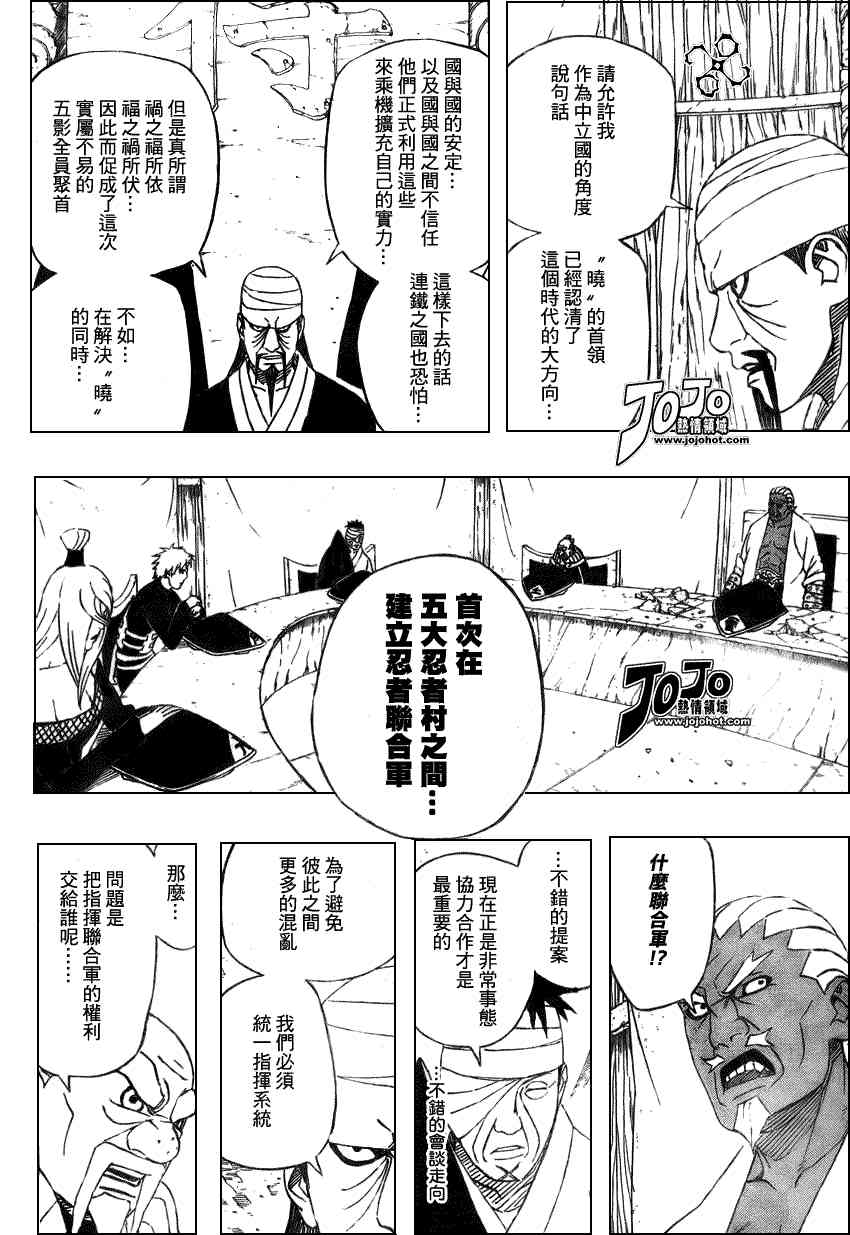 請允許我
作為中立國的角度
說句話
〝曉〞的首領
已經認清了
這個時代的大方向…
國與國的安定…
以及國與國之間不信任
他們正式利用這些
來乘機擴充自己的實力…
這樣下去的話
連鐵之國也恐怕…
但是真所謂
禍之福所依
福之禍所伏…
因此而促成了這次
實屬不易的
五影全員聚首
不如…
在解決〝曉〞
的同時…
JOJO
熱情領域
www.jojohot.com
首次在
五大忍者村之間…
建立忍者聯合軍
JOJO
熱情領域
www.jojohot.com
什麼聯合軍!?
…不錯的提案
現在正是非常事態
協力合作才是
最重要的
…不錯的會談走向
為了避免
彼此之間
更多的混亂
我們必須
統一指揮系統
那麼…
問題是
把指揮聯合軍的權利
交給誰呢……